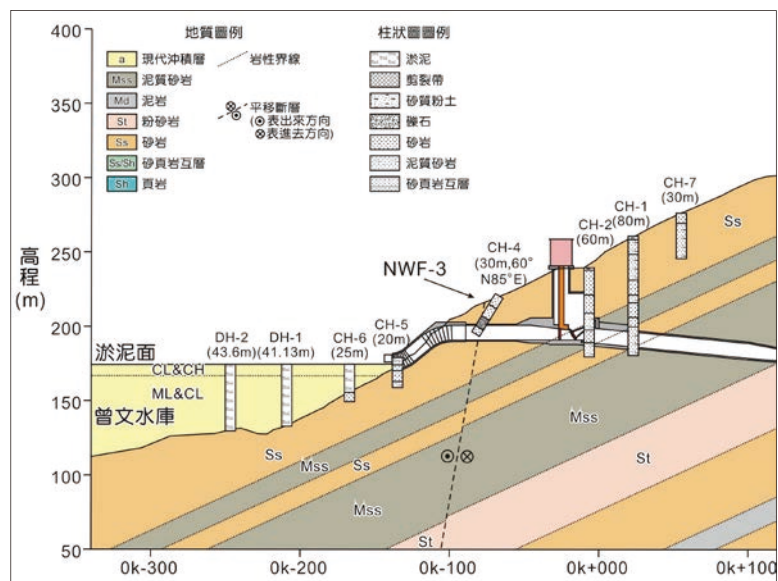 地質圖例
a 現代沖積層
岩性界線
Mss 泥質砂岩
Md 泥岩
平移斷層
(⊙表出來方向
⊗表進去方向)
St 粉砂岩
Ss 砂岩
Ss/Sh 砂頁岩互層
Sh 頁岩
柱狀圖圖例
淤泥
剪裂帶
砂質粉土
礫石
砂岩
泥質砂岩
砂頁岩互層
高程
(m)
400
350
300
250
200
150
100
50
CH-7
(30m)
CH-1
(80m)
CH-2
(60m)
CH-4
(30m,60°
N85°E)
NWF-3
CH-5
(20m)
CH-6
(25m)
DH-1
(41.13m)
DH-2
(43.6m)
淤泥面
CL&CH
ML&CL
曾文水庫
Ss
Ss
Mss
Ss
Mss
Mss
St
St
0k-300
0k-200
0k-100
0k+000
0k+100